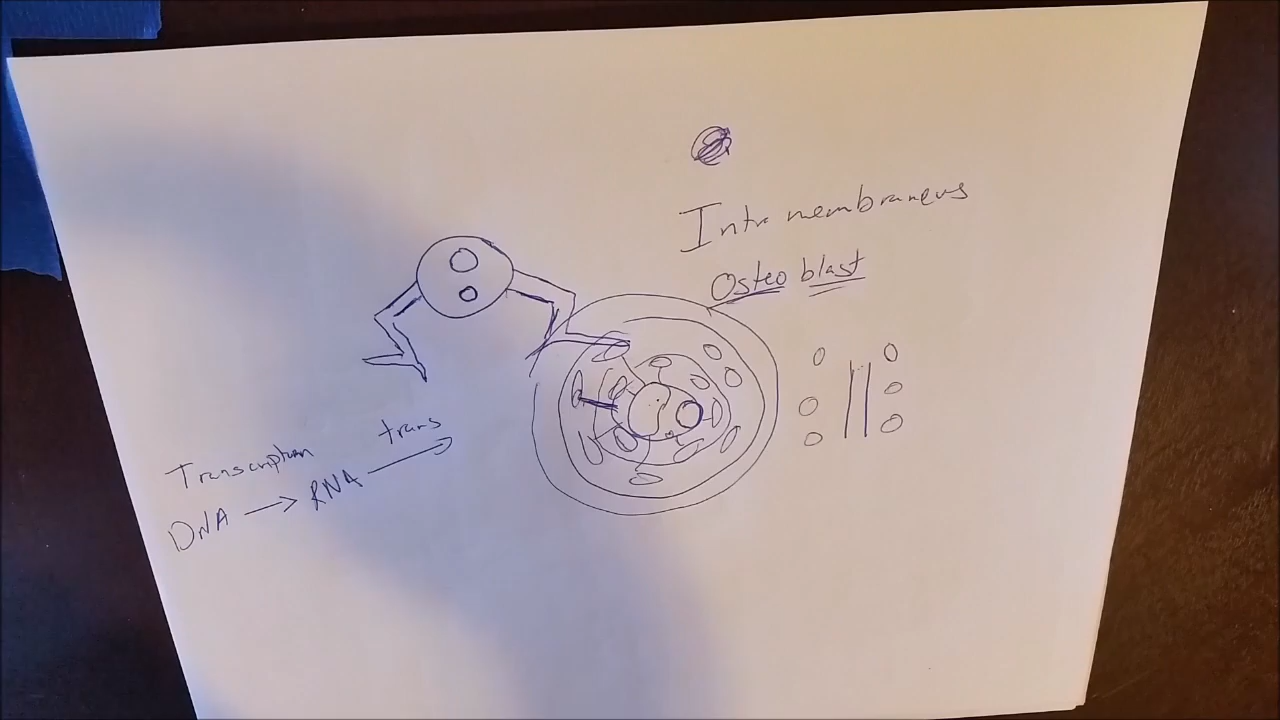 Intramembraneus
Osteoblast
Transcription
trans
DNA → RNA →